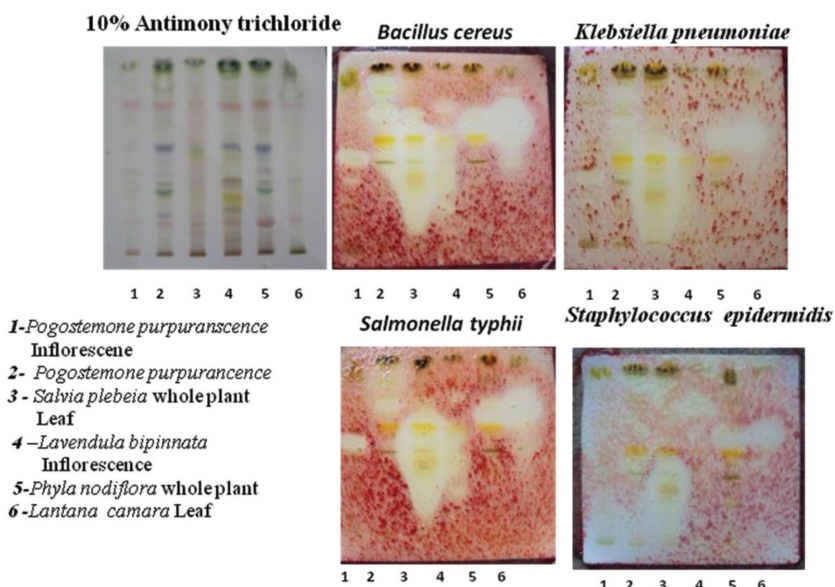 10% Antimony trichloride
Bacillus cereus
Klebsiella pneumoniae
1 2 3 4 5 6
1 2 3 4 5 6
1 2 3 4 5 6
1-Pogostemone purpuranscence
Inflorescene
2- Pogostemone purpurancence
3 - Salvia plebeia whole plant
Leaf
4 –Lavendula bipinnata
Inflorescence
5-Phyla nodiflora whole plant
6 -Lantana camara Leaf
Salmonella typhii
Staphylococcus epidermidis
1 2 3 4 5 6
1 2 3 4 5 6